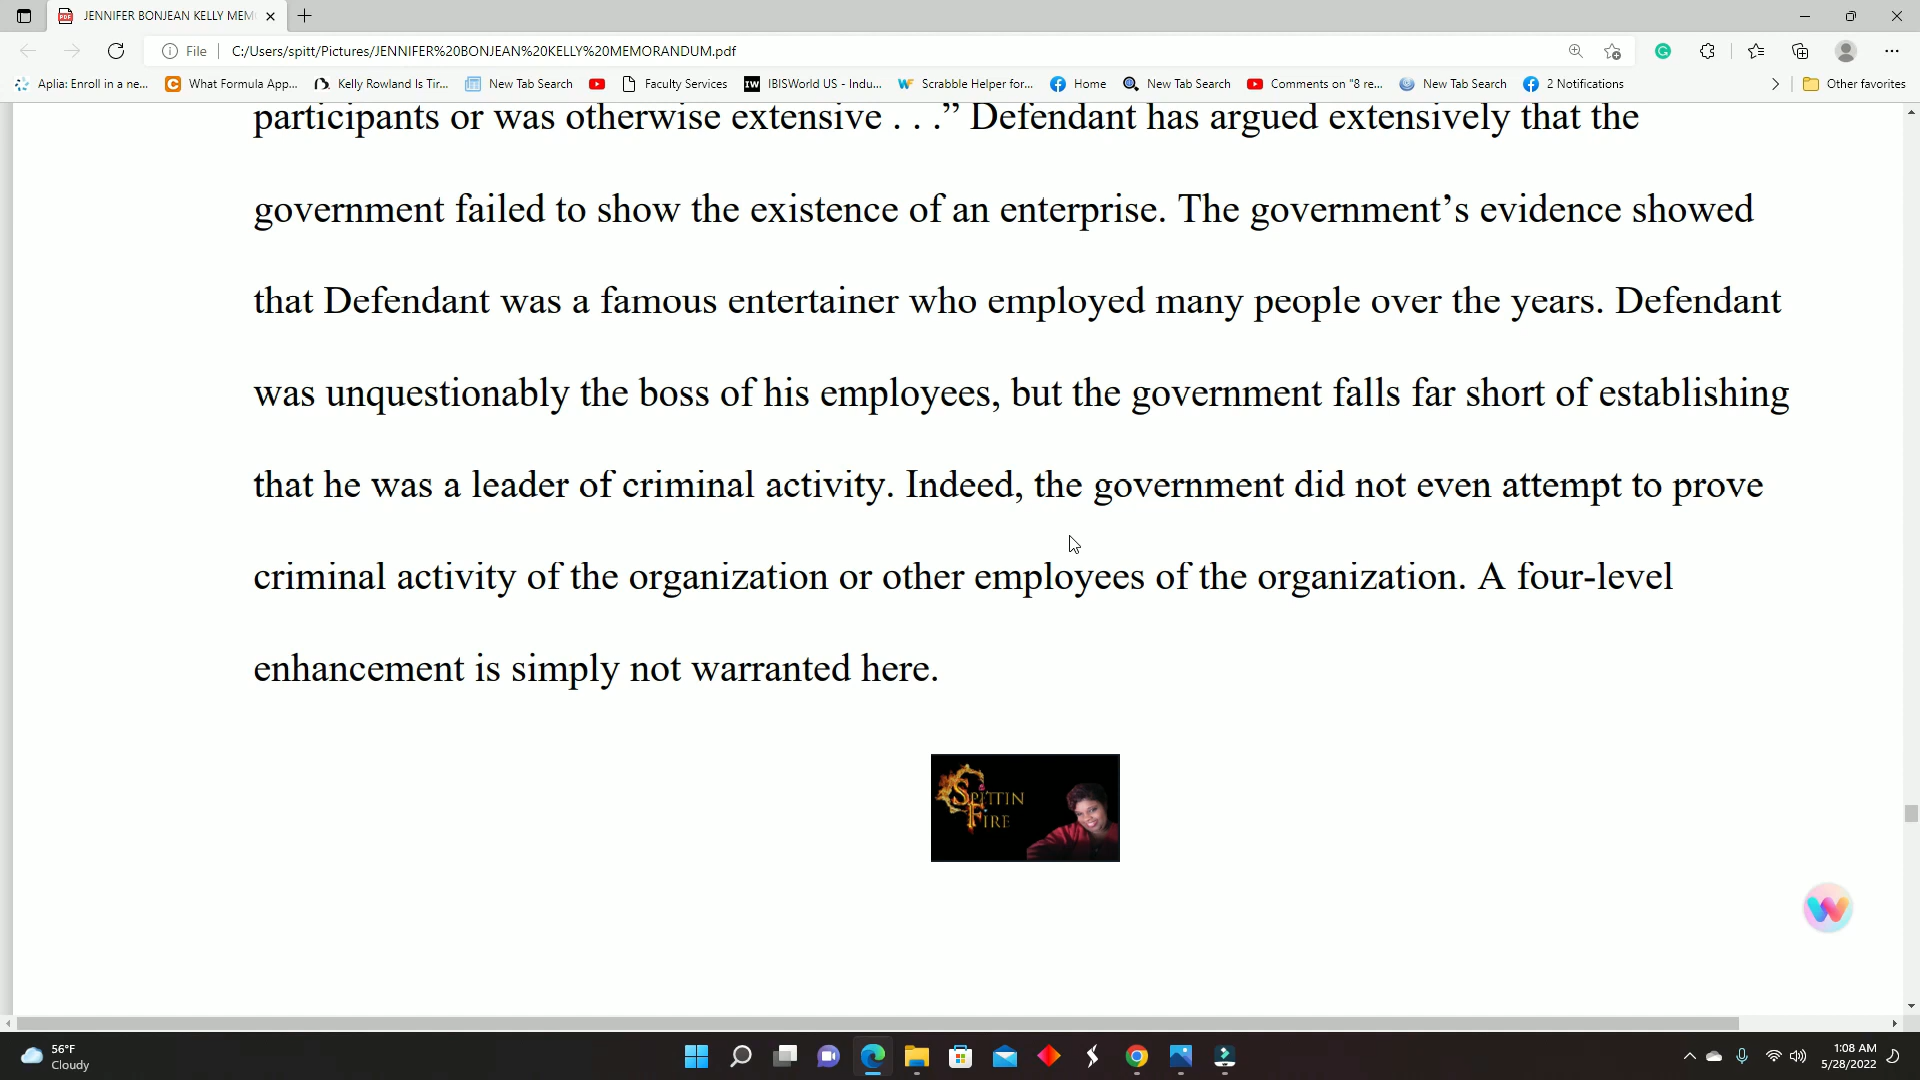 JENNIFER BONJEAN KELLY MEM
File
C:/Users/spitt/Pictures/JENNIFER%20BONJEAN%20KELLY%20MEMORANDUM.pdf
Aplia: Enroll in a ne... What Formula App... Kelly Rowland Is Tir... New Tab Search Faculty Services IBISWorld US - Indu... Scrabble Helper for... Home New Tab Search Comments on "8 re... New Tab Search 2 Notifications Other favorites
participants or was otherwise extensive . . .” Defendant has argued extensively that the
government failed to show the existence of an enterprise. The government’s evidence showed
that Defendant was a famous entertainer who employed many people over the years. Defendant
was unquestionably the boss of his employees, but the government falls far short of establishing
that he was a leader of criminal activity. Indeed, the government did not even attempt to prove
criminal activity of the organization or other employees of the organization. A four-level
enhancement is simply not warranted here.
SPITTIN
FIRE
56°F
Cloudy
1:08 AM
5/28/2022